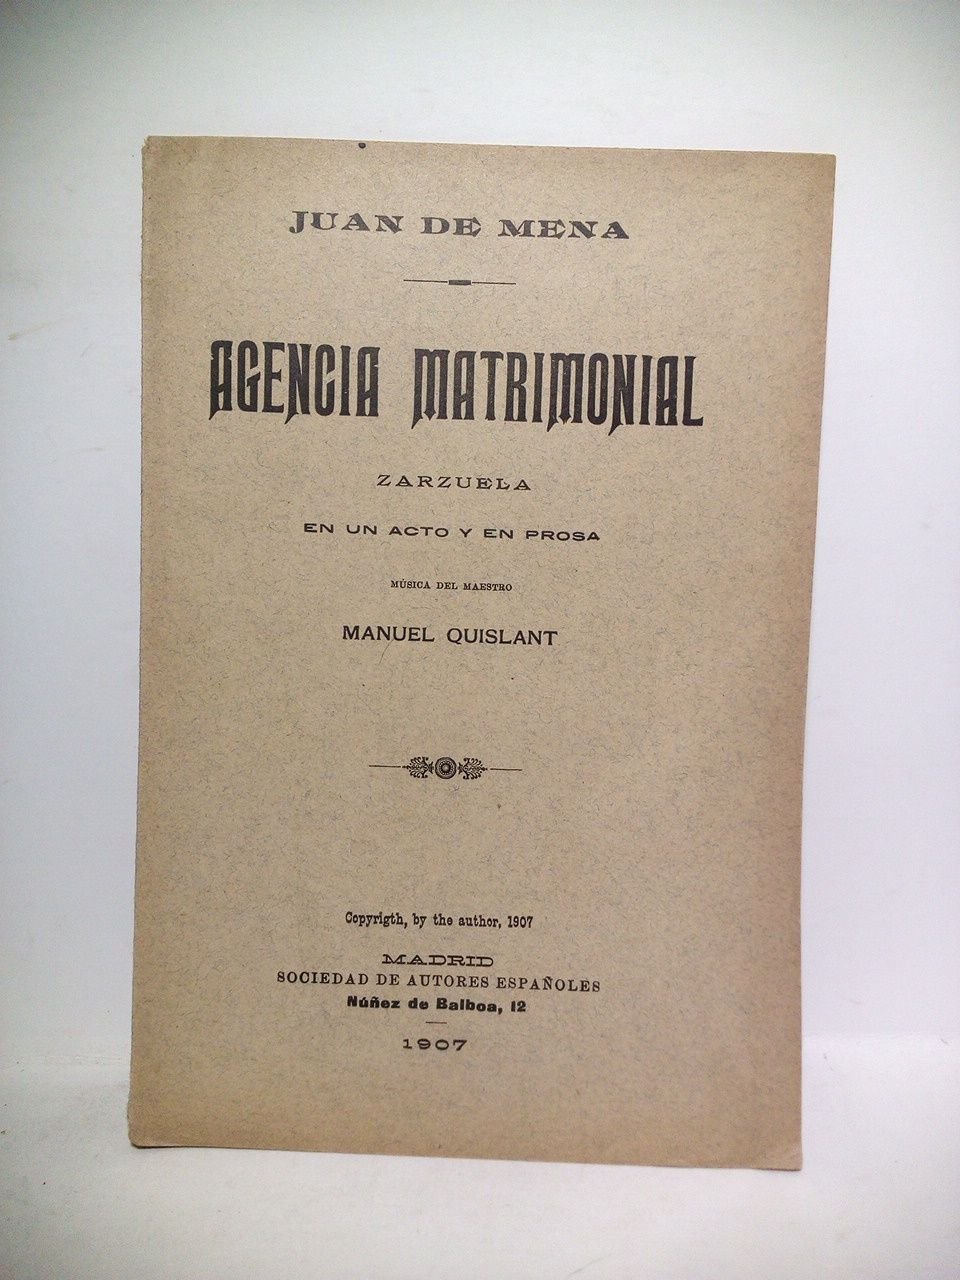 JUAN DE MENA
AGENCIA MATRIMONIAL
ZARZUELA
EN UN ACTO Y EN PROSA
MÚSICA DEL MAESTRO
MANUEL QUISLANT
Copyrigth, by the author, 1907
MADRID
SOCIEDAD DE AUTORES ESPAÑOLES
Núñez de Balboa, 12
1907